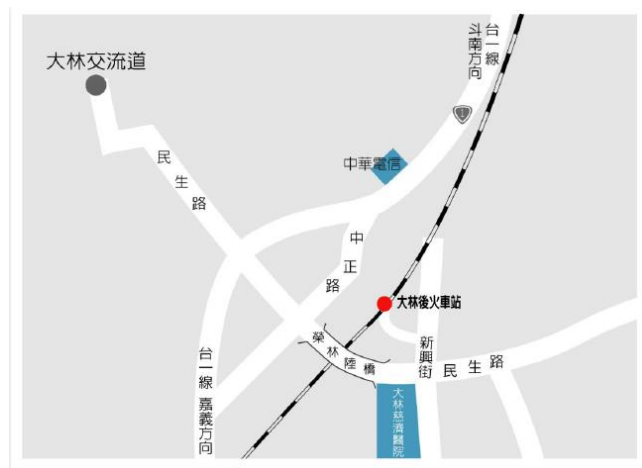 台一線
斗南方向
大林交流道
1
中華電信
民生路
中正路
大林後火車站
榮林陸橋
新興街
民生路
台一線 嘉義方向
大林慈濟醫院